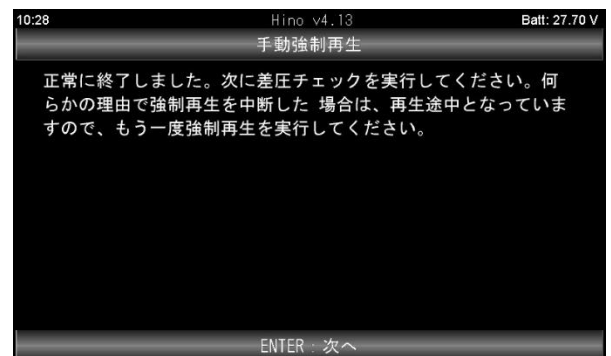 10:28 Hino v4.13 Batt: 27.70 V
手動強制再生
正常に終了しました。次に差圧チェックを実行してください。何
らかの理由で強制再生を中断した 場合は、再生途中となっていま
すので、もう一度強制再生を実行してください。
ENTER : 次へ